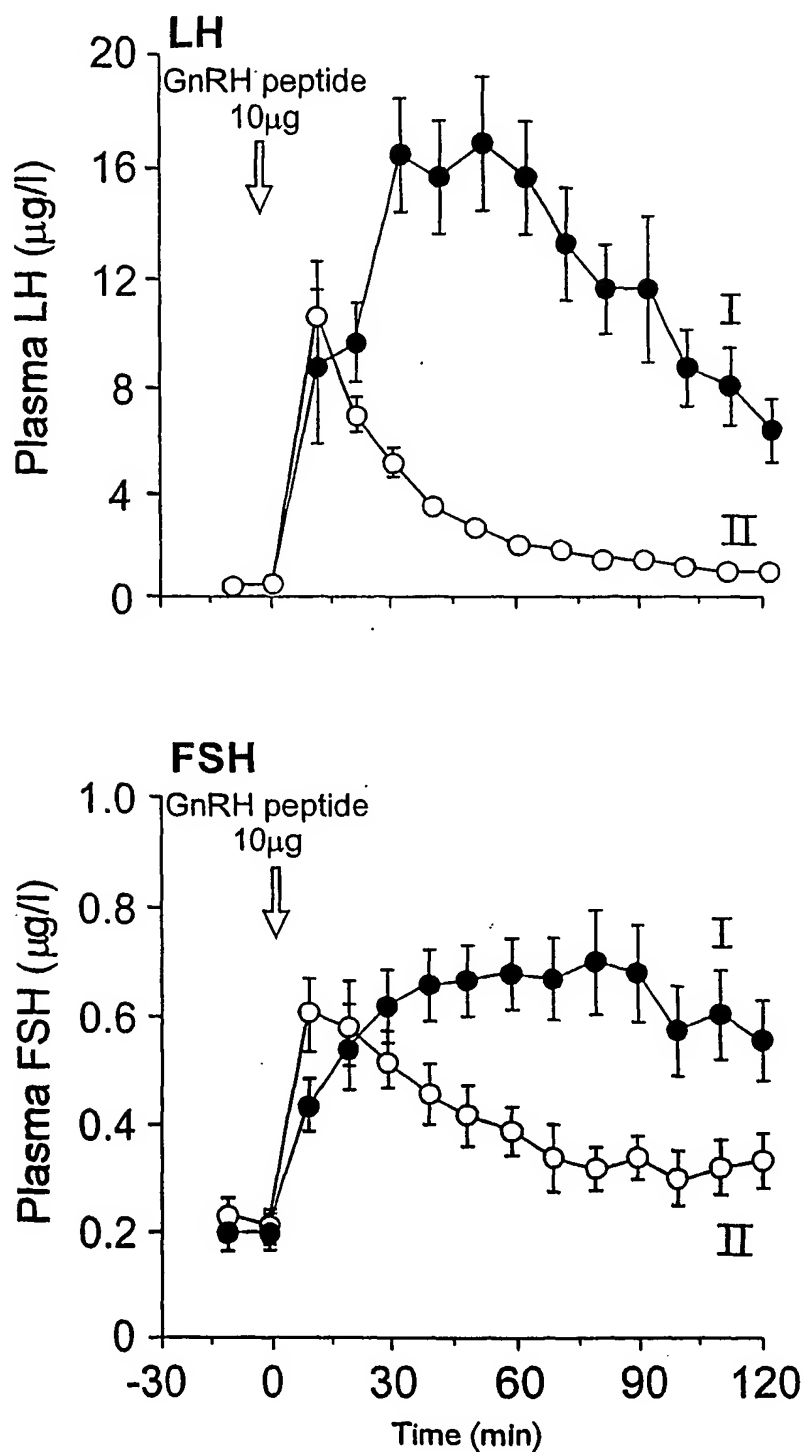 LH
GnRH peptide
10µg
Plasma LH (µg/l)
20
16
12
8
4
0
I
II
FSH
GnRH peptide
10µg
Plasma FSH (µg/l)
1.0
0.8
0.6
0.4
0.2
0
I
II
-30 0 30 60 90 120
Time (min)